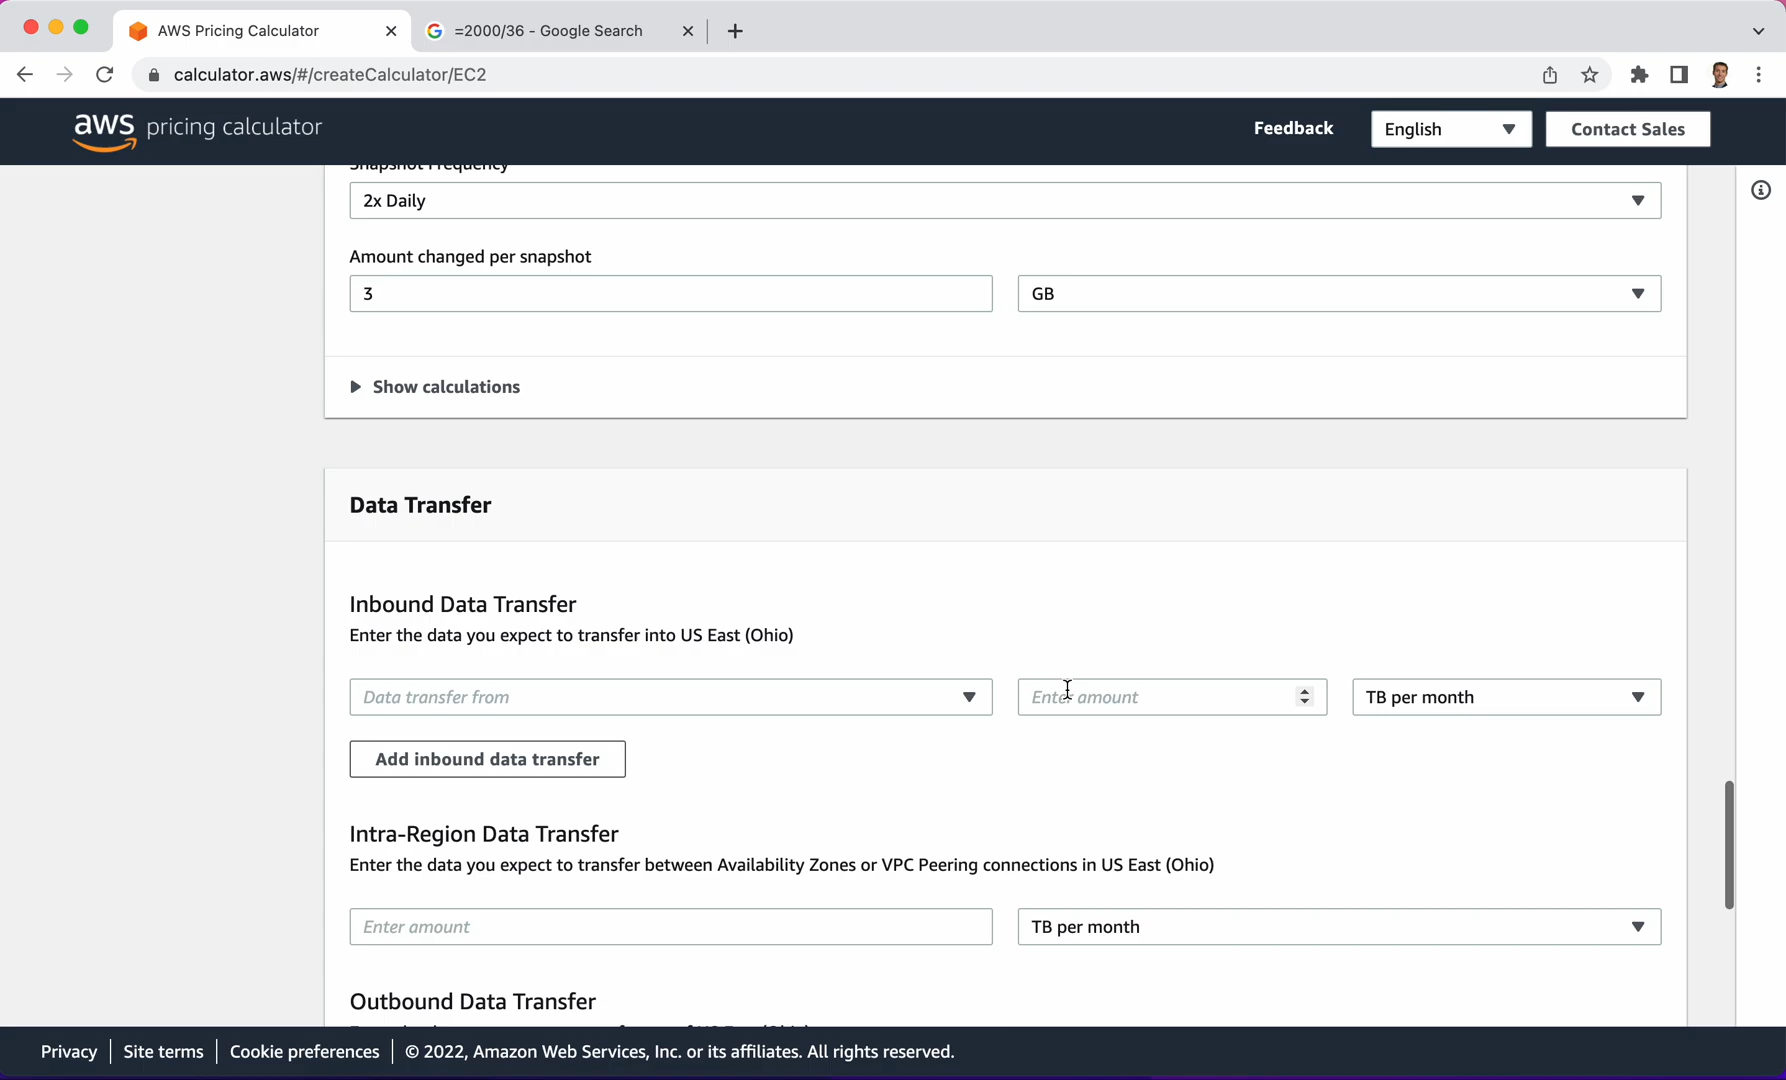 AWS Pricing Calculator
=2000/36 - Google Search
calculator.aws/#/createCalculator/EC2
aws pricing calculator
Feedback
English
Contact Sales
Snapshot Frequency
2x Daily
Amount changed per snapshot
3
GB
Show calculations
Data Transfer
Inbound Data Transfer
Enter the data you expect to transfer into US East (Ohio)
Data transfer from
Enter amount
TB per month
Add inbound data transfer
Intra-Region Data Transfer
Enter the data you expect to transfer between Availability Zones or VPC Peering connections in US East (Ohio)
Enter amount
TB per month
Outbound Data Transfer
Privacy
Site terms
Cookie preferences
© 2022, Amazon Web Services, Inc. or its affiliates. All rights reserved.